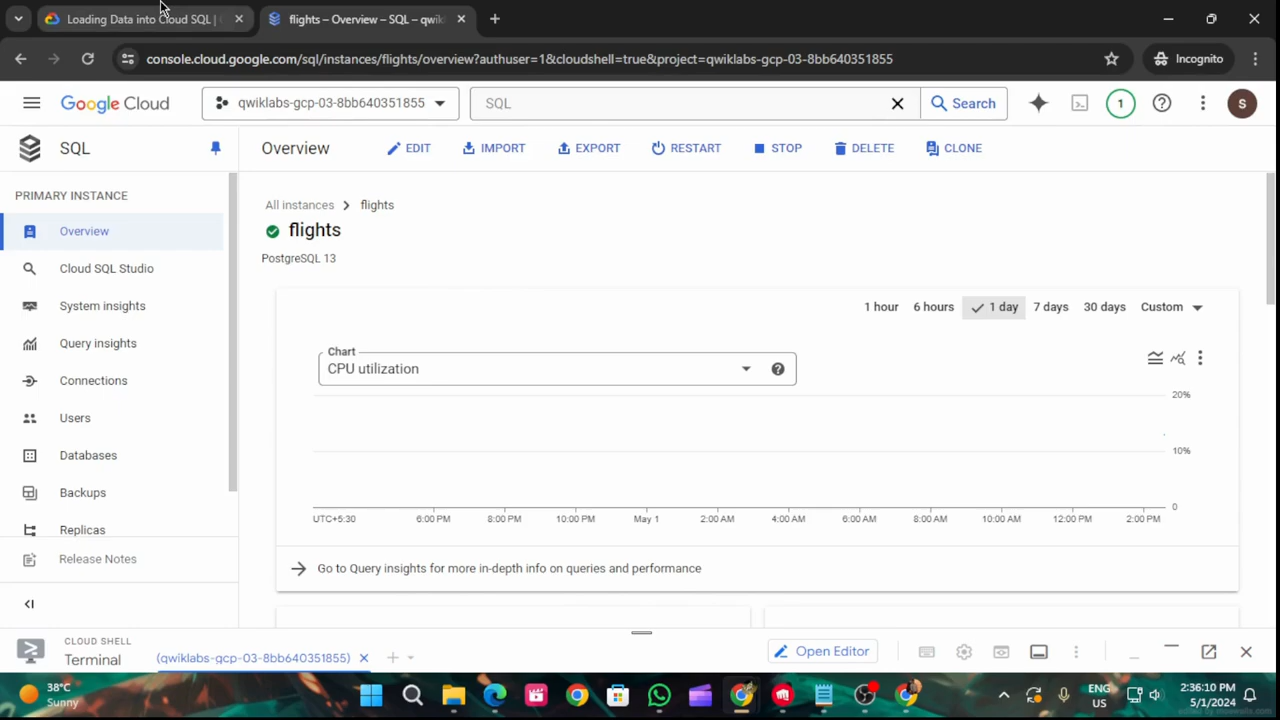 Loading Data into Cloud SQL |
flights – Overview – SQL – qwik
console.cloud.google.com/sql/instances/flights/overview?authuser=1&cloudshell=true&project=qwiklabs-gcp-03-8bb640351855
Incognito
Google Cloud
qwiklabs-gcp-03-8bb640351855
SQL
Search
1
S
SQL
Overview
EDIT
IMPORT
EXPORT
RESTART
STOP
DELETE
CLONE
PRIMARY INSTANCE
Overview
Cloud SQL Studio
System insights
Query insights
Connections
Users
Databases
Backups
Replicas
Release Notes
All instances > flights
flights
PostgreSQL 13
1 hour
6 hours
1 day
7 days
30 days
Custom
Chart
CPU utilization
20%
10%
0
UTC+5:30
6:00 PM
8:00 PM
10:00 PM
May 1
2:00 AM
4:00 AM
6:00 AM
8:00 AM
10:00 AM
12:00 PM
2:00 PM
Go to Query insights for more in-depth info on queries and performance
CLOUD SHELL
Terminal
(qwiklabs-gcp-03-8bb640351855)
Open Editor
38°C
Sunny
ENG
US
2:36:10 PM
5/1/2024